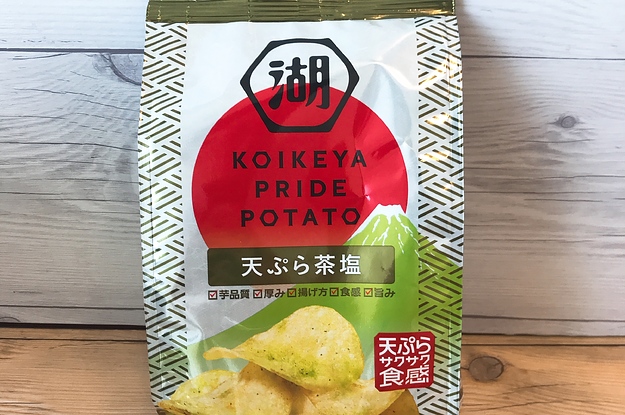 湖
KOIKEYA
PRIDE
POTATO
天ぷら茶塩
☑芋品質 ☑厚み ☑揚げ方 ☑食感 ☑旨み
天ぷら
サクサク
食感